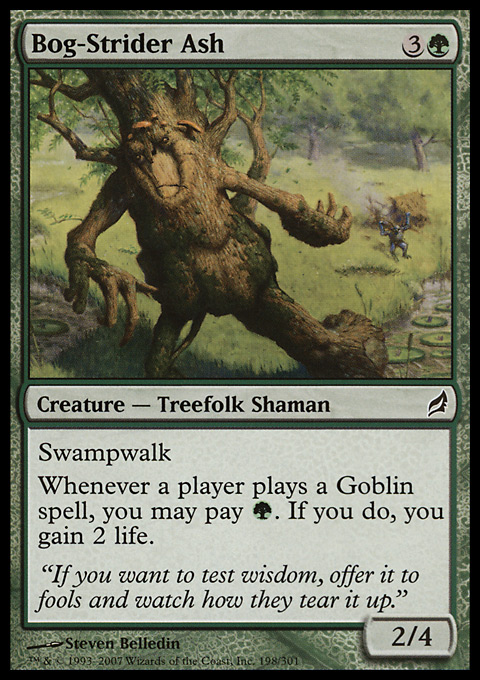 Bog-Strider Ash 3
Creature — Treefolk Shaman
Swampwalk
Whenever a player plays a Goblin
spell, you may pay . If you do, you
gain 2 life.
“If you want to test wisdom, offer it to
fools and watch how they tear it up.”
2/4
Steven Belledin
™ & © 1993–2007 Wizards of the Coast, Inc. 198/301